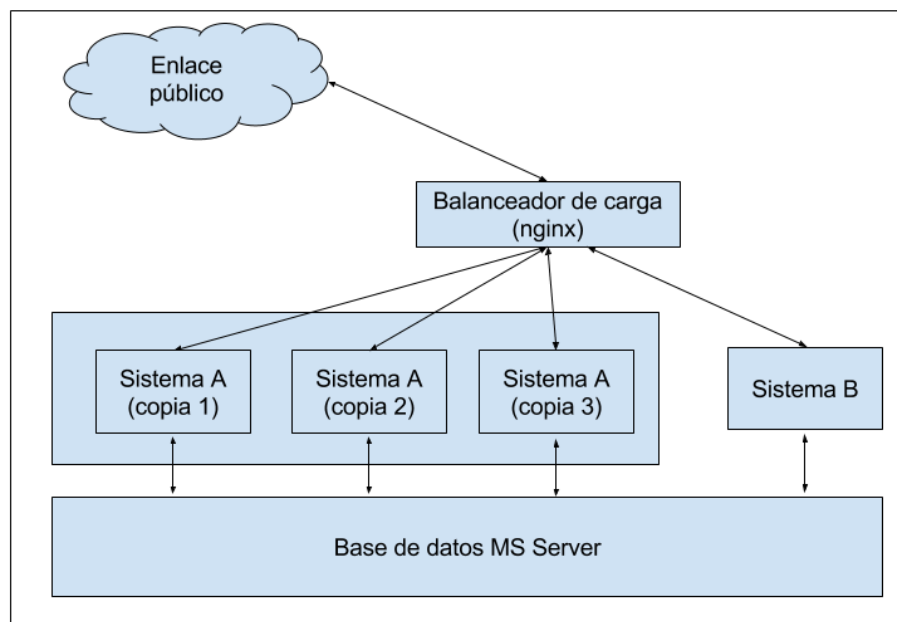 Enlace
público
Balanceador de carga
(nginx)
Sistema A
(copia 1)
Sistema A
(copia 2)
Sistema A
(copia 3)
Sistema B
Base de datos MS Server